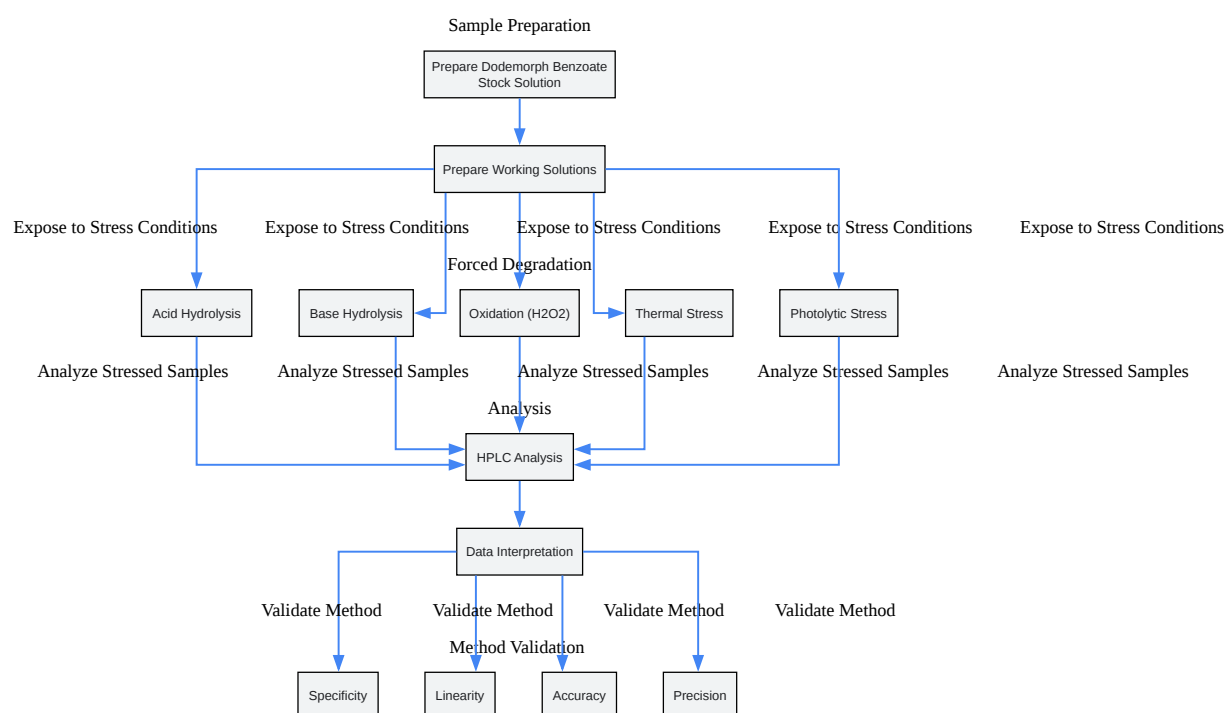 Sample Preparation
Prepare Dodemorph Benzoate
Stock Solution
Prepare Working Solutions
Expose to Stress Conditions
Expose to Stress Conditions
Expose to Stress Conditions
Expose to Stress Conditions
Expose to Stress Conditions
Forced Degradation
Acid Hydrolysis
Base Hydrolysis
Oxidation (H2O2)
Thermal Stress
Photolytic Stress
Analyze Stressed Samples
Analyze Stressed Samples
Analyze Stressed Samples
Analyze Stressed Samples
Analyze Stressed Samples
Analysis
HPLC Analysis
Data Interpretation
Validate Method
Validate Method
Validate Method
Validate Method
Method Validation
Specificity
Linearity
Accuracy
Precision